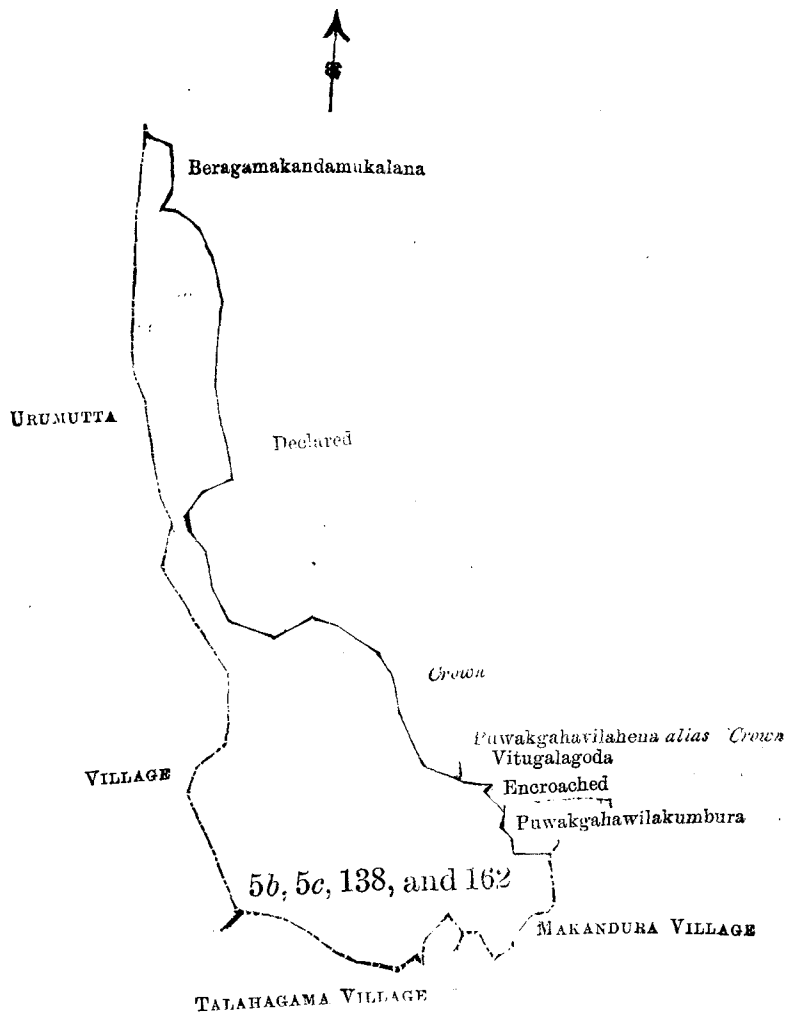 Beragamakandamukalana
URUMUTTA
Declared
Crown
Puwakgahavilahena alias Crown
Vitugalagoda
Encroached
VILLAGE
Puwakgahawilakumbura
5b, 5c, 138, and 162
MAKANDURA VILLAGE
TALAHAGAMA VILLAGE